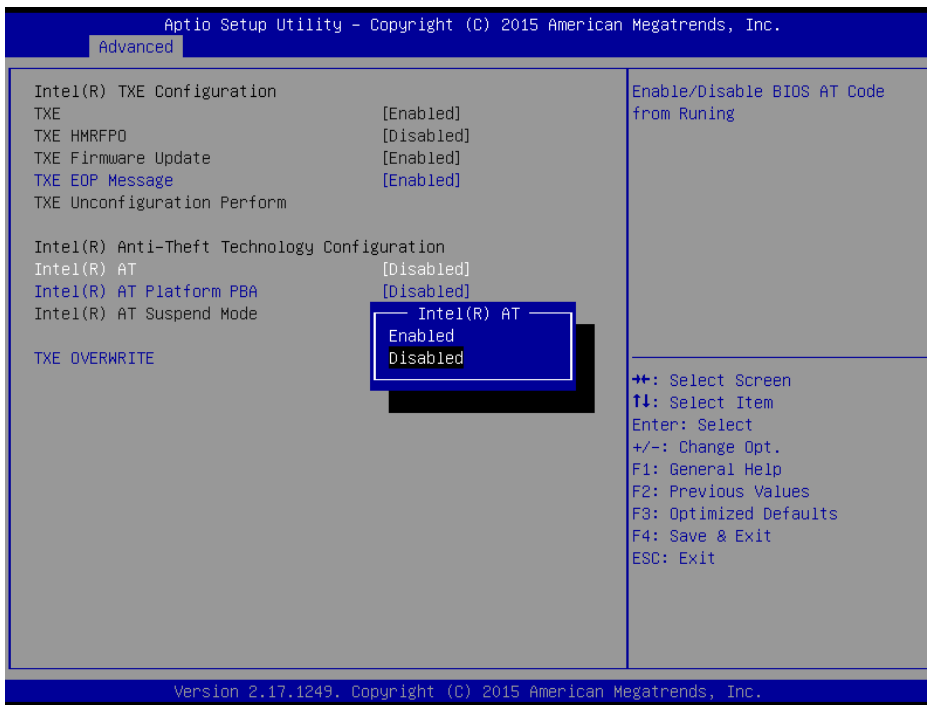 Aptio Setup Utility – Copyright (C) 2015 American Megatrends, Inc.
Advanced
Intel(R) TXE Configuration
TXE [Enabled]
TXE HMRFPO [Disabled]
TXE Firmware Update [Enabled]
TXE EOP Message [Enabled]
TXE Unconfiguration Perform
Intel(R) Anti-Theft Technology Configuration
Intel(R) AT [Disabled]
Intel(R) AT Platform PBA [Disabled]
Intel(R) AT Suspend Mode
TXE OVERWRITE
Intel(R) AT
Enabled
Disabled
Enable/Disable BIOS AT Code
from Runing
→←: Select Screen
↑↓: Select Item
Enter: Select
+/-: Change Opt.
F1: General Help
F2: Previous Values
F3: Optimized Defaults
F4: Save & Exit
ESC: Exit
Version 2.17.1249. Copyright (C) 2015 American Megatrends, Inc.